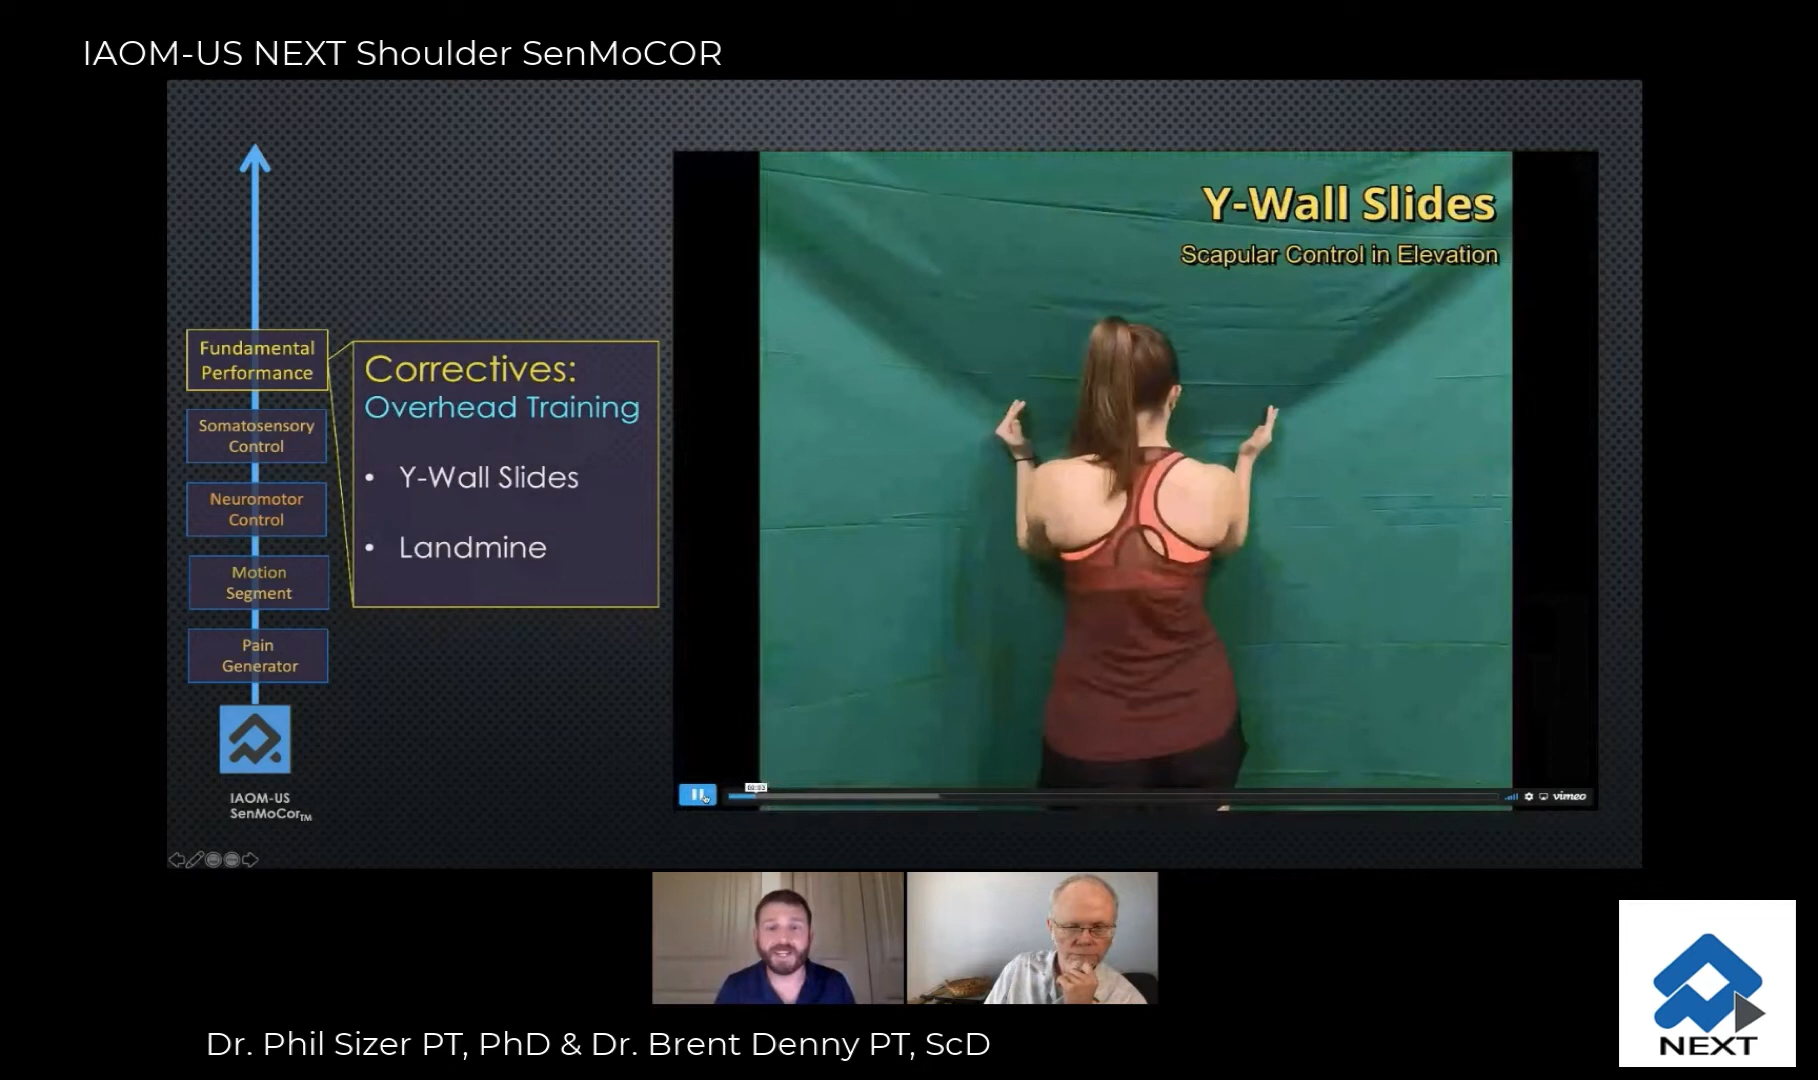 IAOM-US NEXT Shoulder SenMoCOR
Y-Wall Slides
Scapular Control in Elevation
Fundamental
Performance
Somatosensory
Control
Neuromotor
Control
Motion
Segment
Pain
Generator
IAOM-US
SenMoCor™
Correctives:
Overhead Training
• Y-Wall Slides
• Landmine
vimeo
Dr. Phil Sizer PT, PhD & Dr. Brent Denny PT, ScD
NEXT